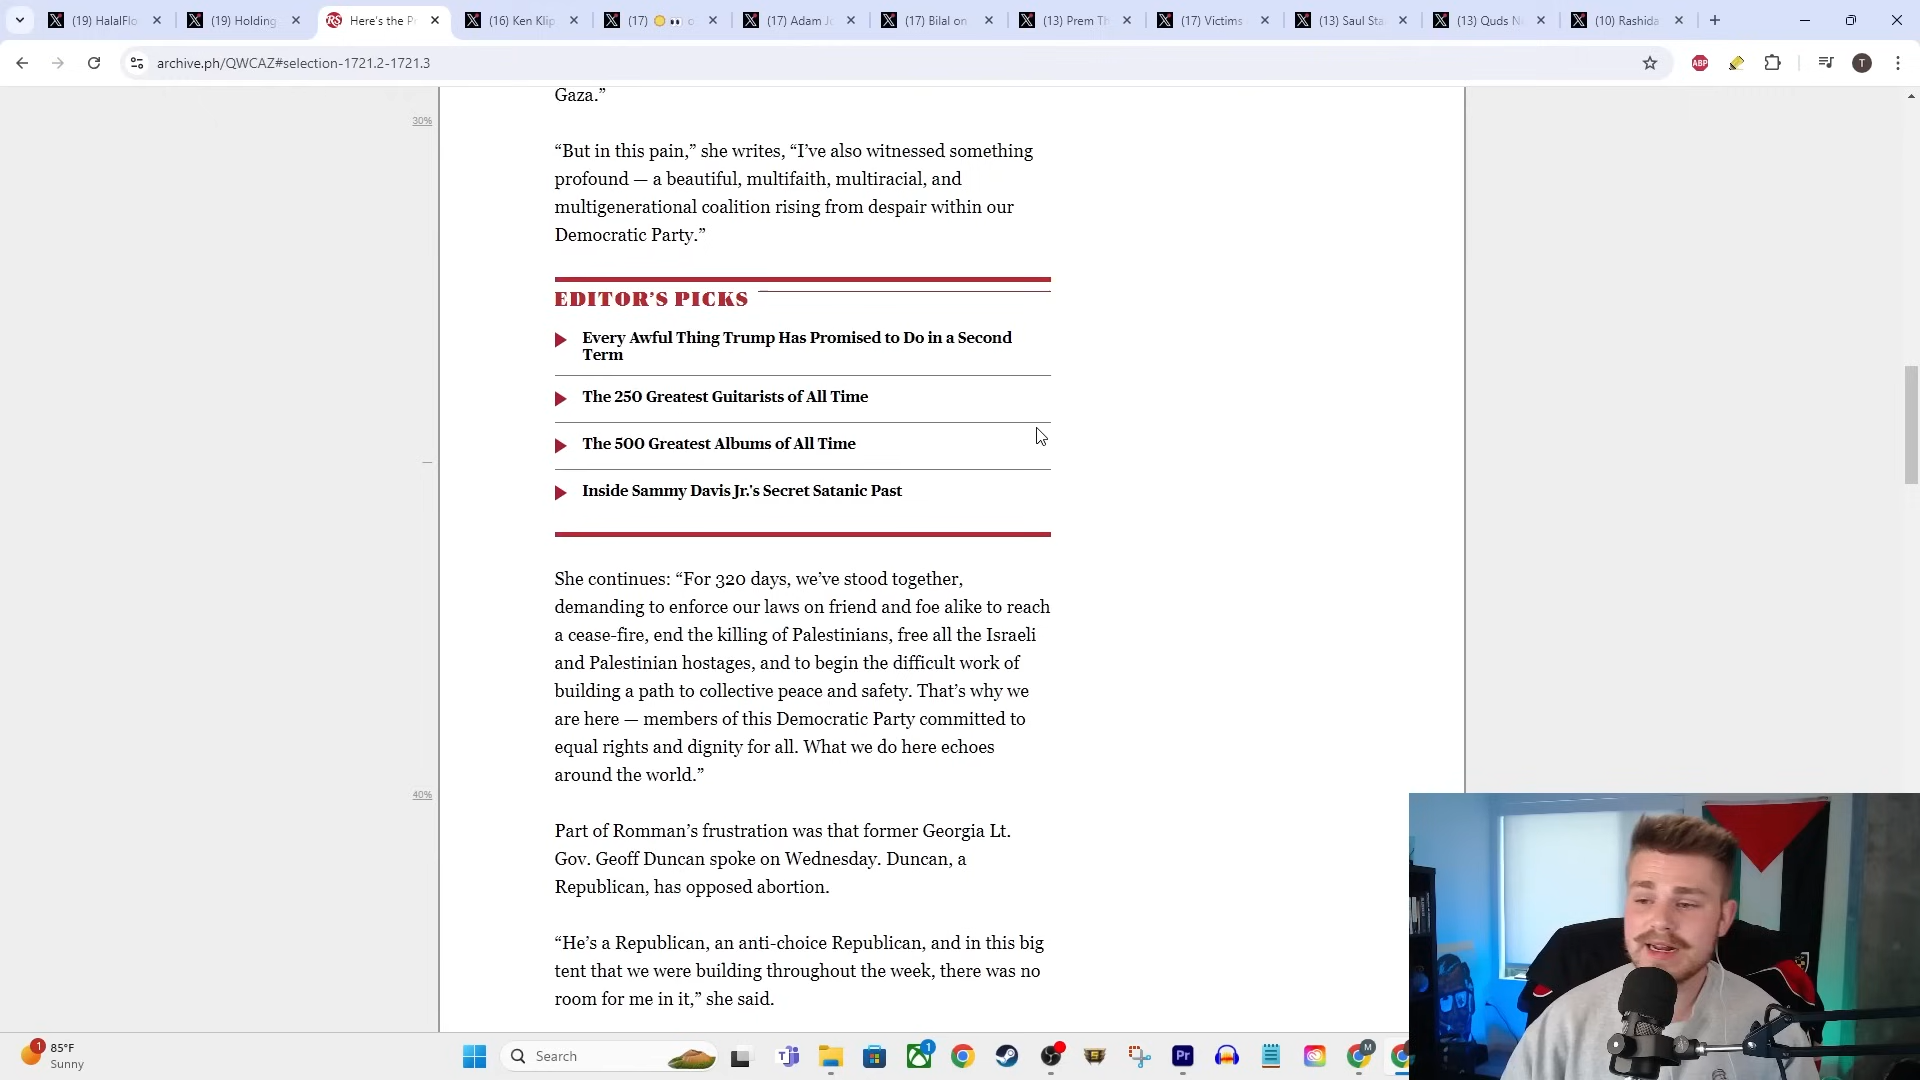 (19) HalalFlo
(19) Holding
Here's the P
(16) Ken Klip
(17)
(17) Adam J
(17) Bilal on
(13) Prem Th
(17) Victims
(13) Saul Sta
(13) Quds N
(10) Rashida
archive.ph/QWCAZ#selection-1721.2-1721.3
ABP
T
Gaza.”
30%
“But in this pain,” she writes, “I’ve also witnessed something
profound — a beautiful, multifaith, multiracial, and
multigenerational coalition rising from despair within our
Democratic Party.”
EDITOR’S PICKS
Every Awful Thing Trump Has Promised to Do in a Second
Term
The 250 Greatest Guitarists of All Time
The 500 Greatest Albums of All Time
Inside Sammy Davis Jr.’s Secret Satanic Past
She continues: “For 320 days, we’ve stood together,
demanding to enforce our laws on friend and foe alike to reach
a cease-fire, end the killing of Palestinians, free all the Israeli
and Palestinian hostages, and to begin the difficult work of
building a path to collective peace and safety. That’s why we
are here — members of this Democratic Party committed to
equal rights and dignity for all. What we do here echoes
around the world.”
40%
Part of Romman’s frustration was that former Georgia Lt.
Gov. Geoff Duncan spoke on Wednesday. Duncan, a
Republican, has opposed abortion.
“He’s a Republican, an anti-choice Republican, and in this big
tent that we were building throughout the week, there was no
room for me in it,” she said.
1
85°F
Sunny
Search
1
Pr
M